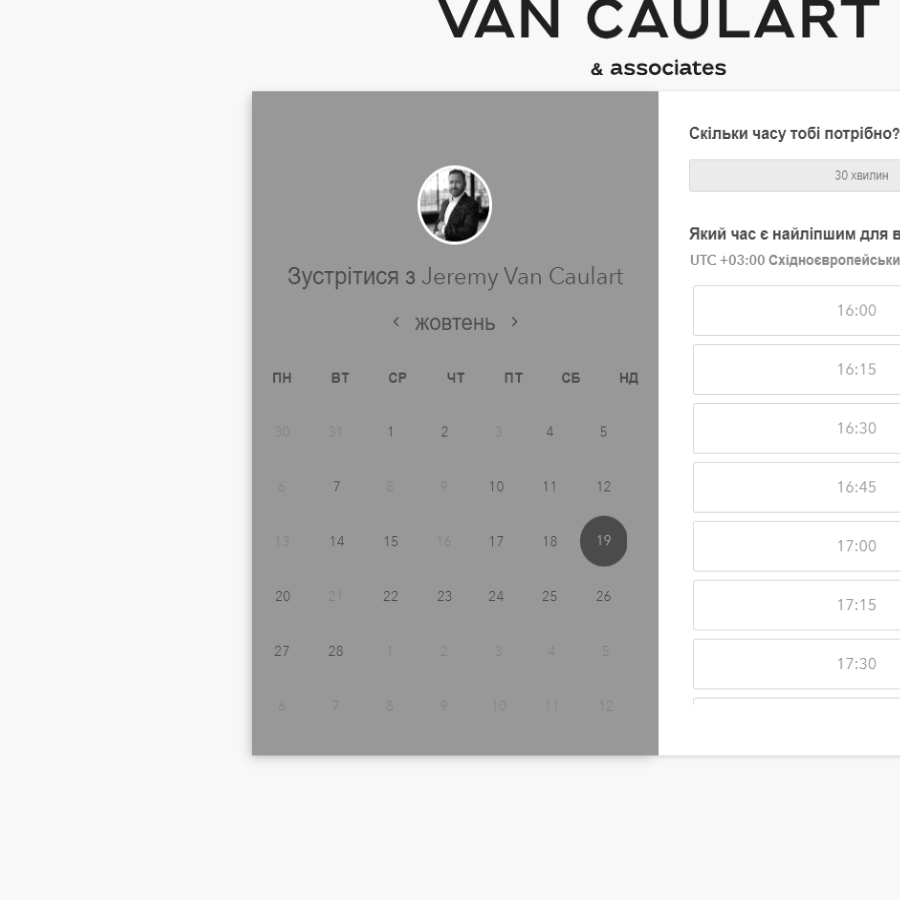 VAN CAULART
& associates
Зустрітися з Jeremy Van Caulart
‹ жовтень ›
ПН ВТ СР ЧТ ПТ СБ НД
30 31 1 2 3 4 5
6 7 8 9 10 11 12
13 14 15 16 17 18 19
20 21 22 23 24 25 26
27 28 1 2 3 4 5
6 7 8 9 10 11 12
Скільки часу тобі потрібно?
30 хвилин
Який час є найліпшим для в
UTC +03:00 Східноєвропейськи
16:00
16:15
16:30
16:45
17:00
17:15
17:30